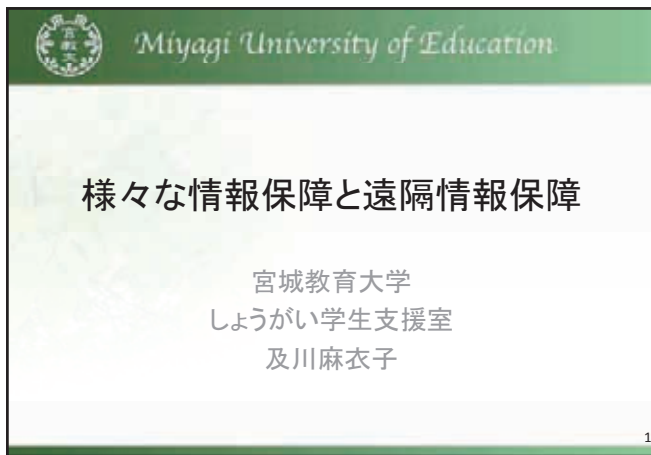 Miyagi University of Education
様々な情報保障と遠隔情報保障
宮城教育大学
しょうがい学生支援室
及川麻衣子
1